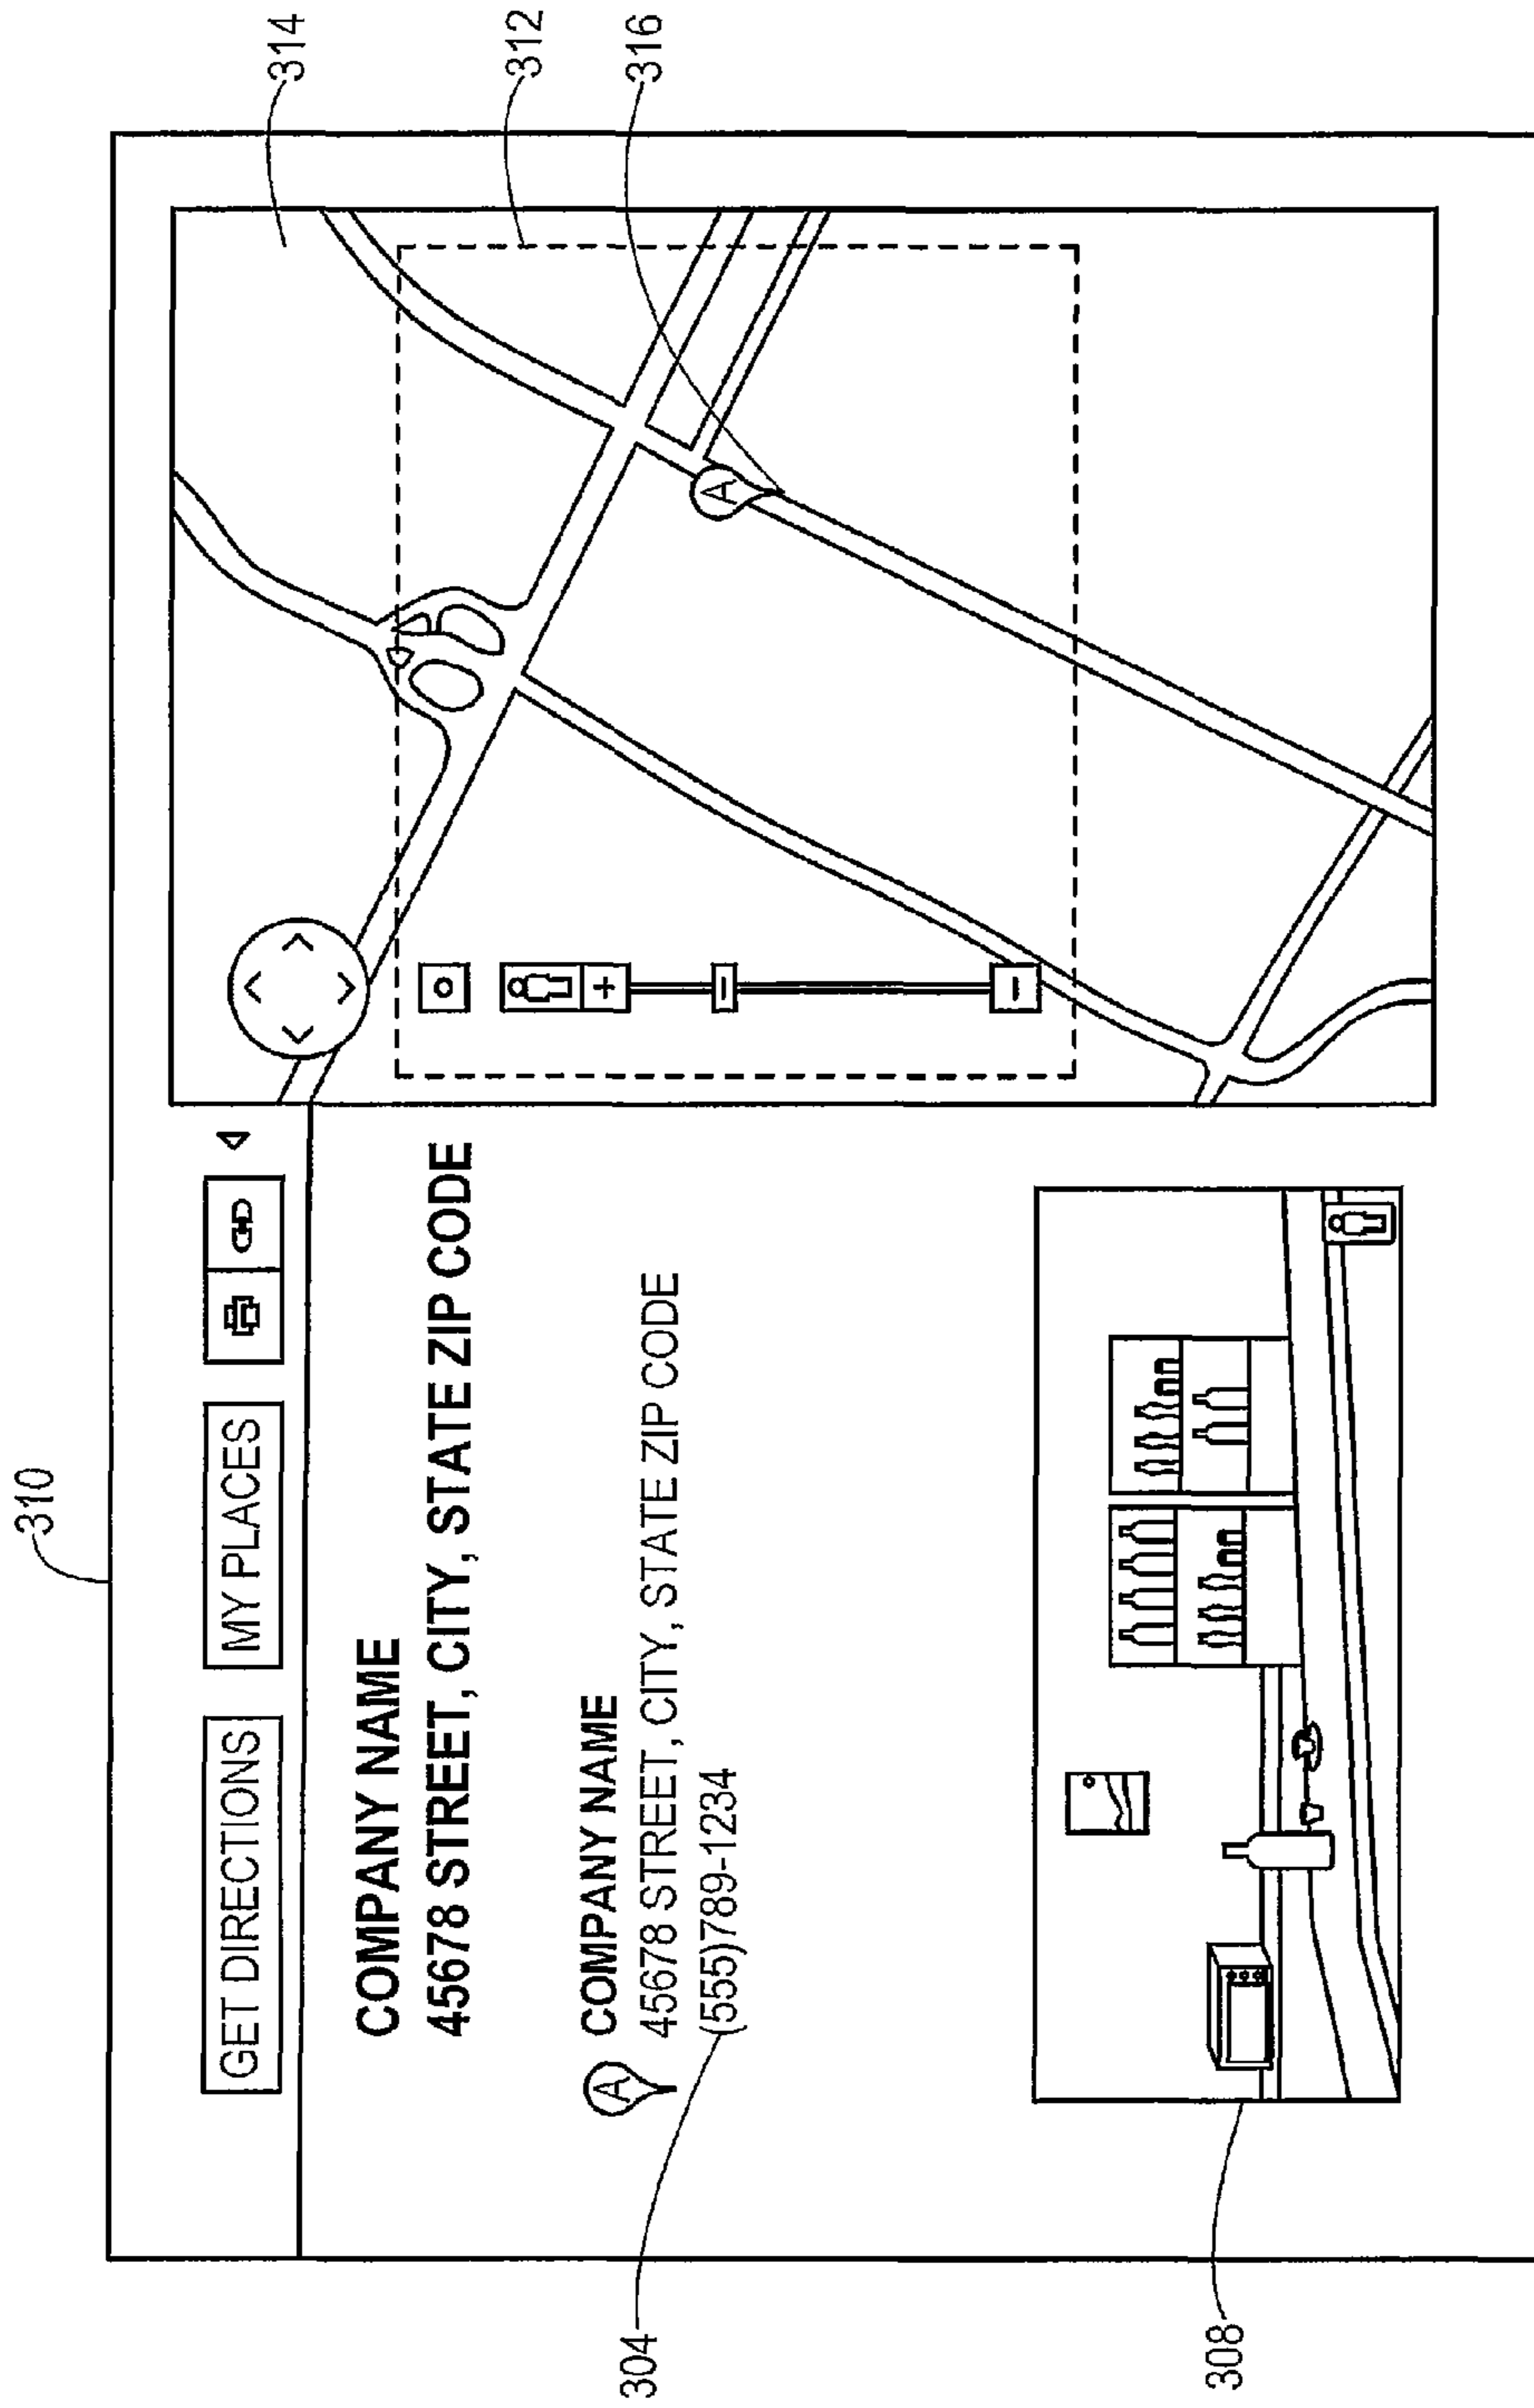 310
GET DIRECTIONS
MY PLACES
COMPANY NAME
45678 STREET, CITY, STATE ZIP CODE
A
COMPANY NAME
45678 STREET, CITY, STATE ZIP CODE
(555)789-1234
304
308
+
-
-
A
314
312
316